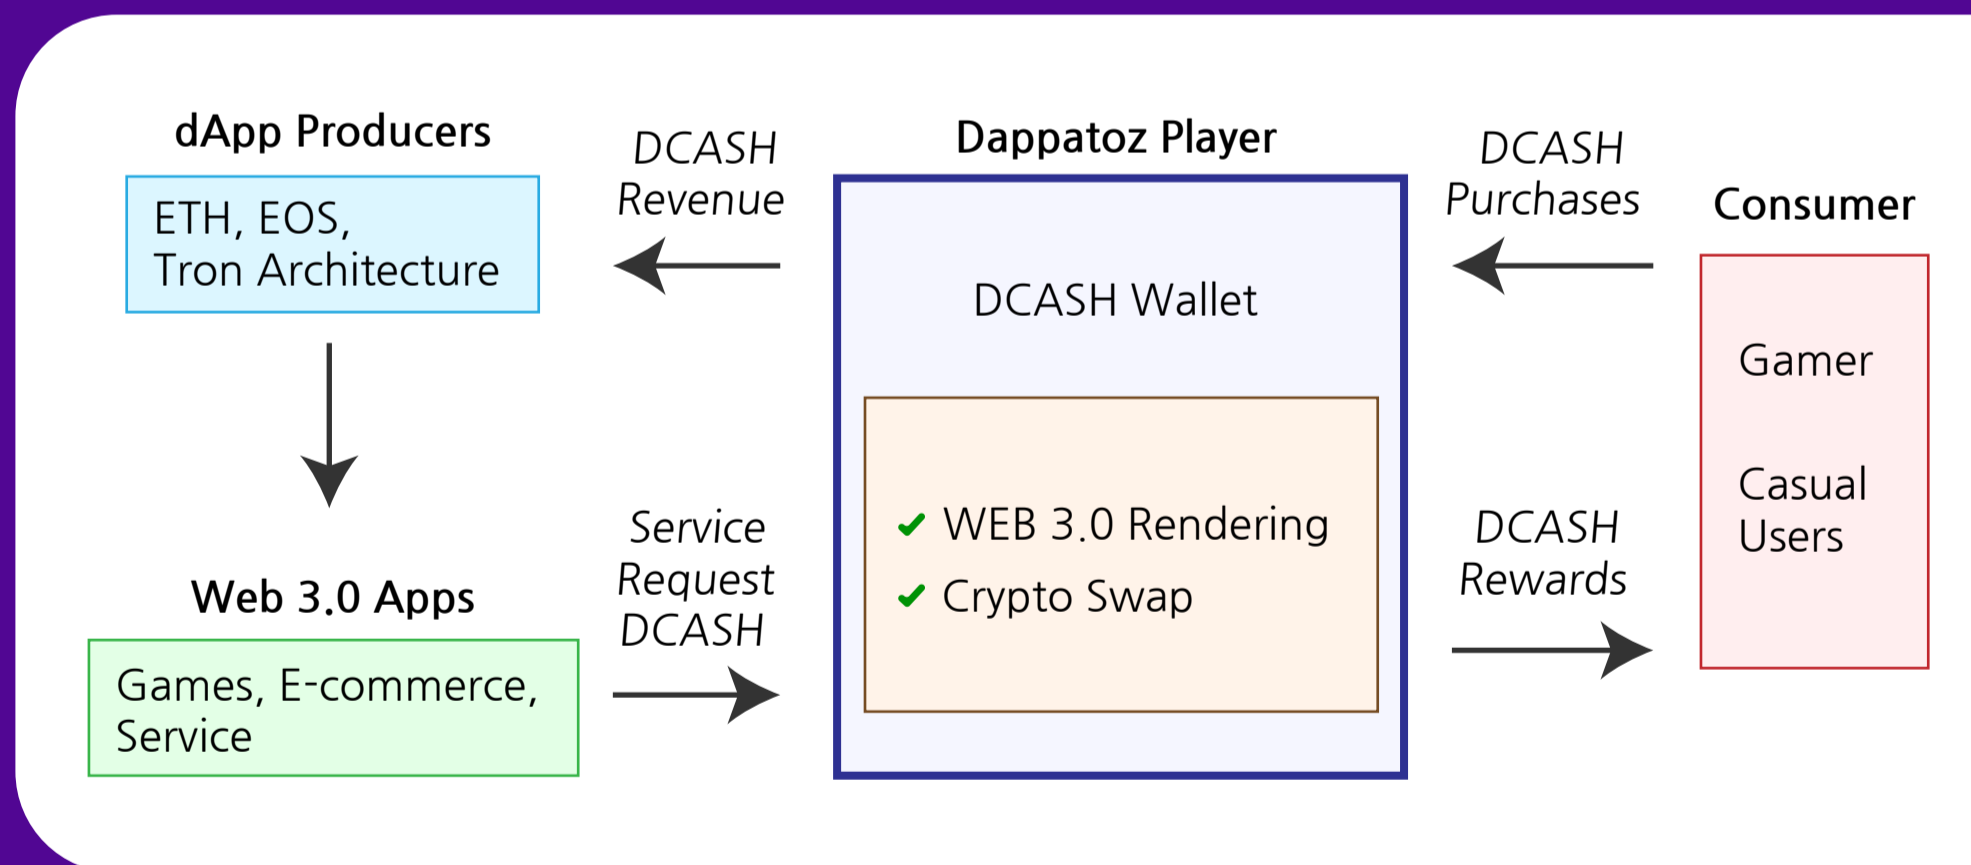 dApp Producers
ETH, EOS,
Tron Architecture
DCASH
Revenue
Dappatoz Player
DCASH Wallet
WEB 3.0 Rendering
Crypto Swap
DCASH
Purchases
Consumer
Gamer
Casual
Users
Web 3.0 Apps
Games, E-commerce,
Service
Service
Request
DCASH
DCASH
Rewards